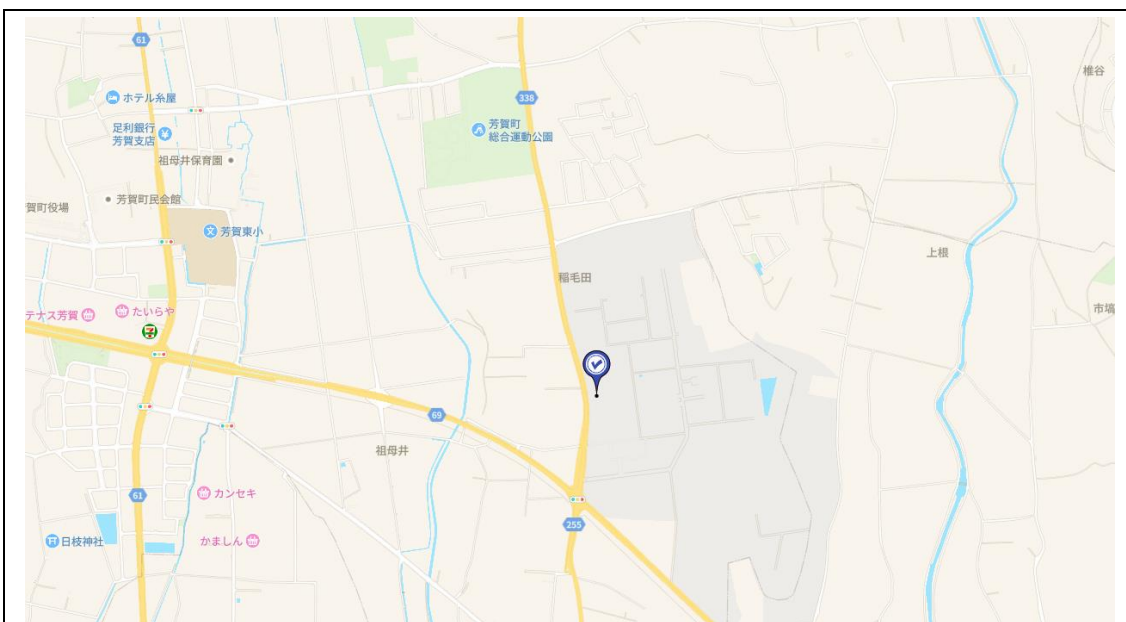 61
ホテル糸屋
足利銀行
芳賀支店
祖母井保育園
芳賀町民会館
賀町役場
芳賀東小
338
芳賀町
総合運動公園
椎谷
上根
市塙
稲毛田
テナス芳賀
たいらや
7
69
祖母井
61
カンセキ
日枝神社
かましん
255